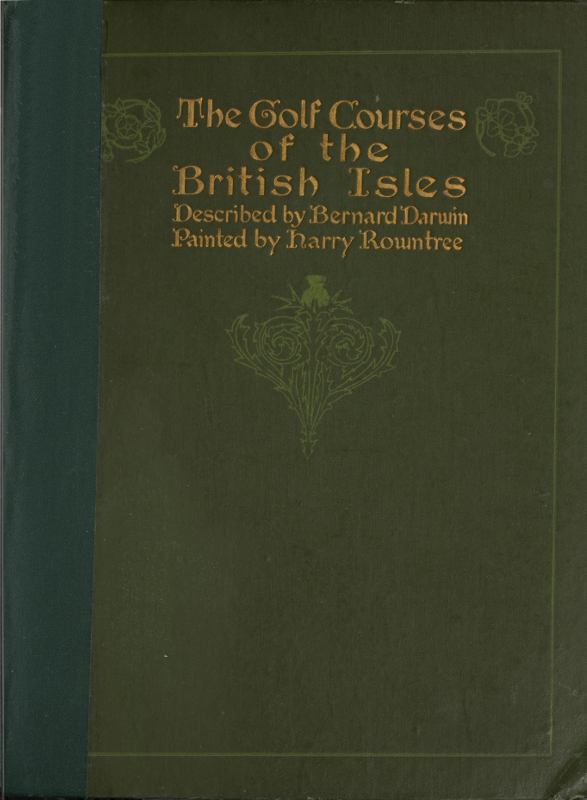 The Golf Courses
of the
British Isles
Described by Bernard Darwin
Painted by Harry Rowntree